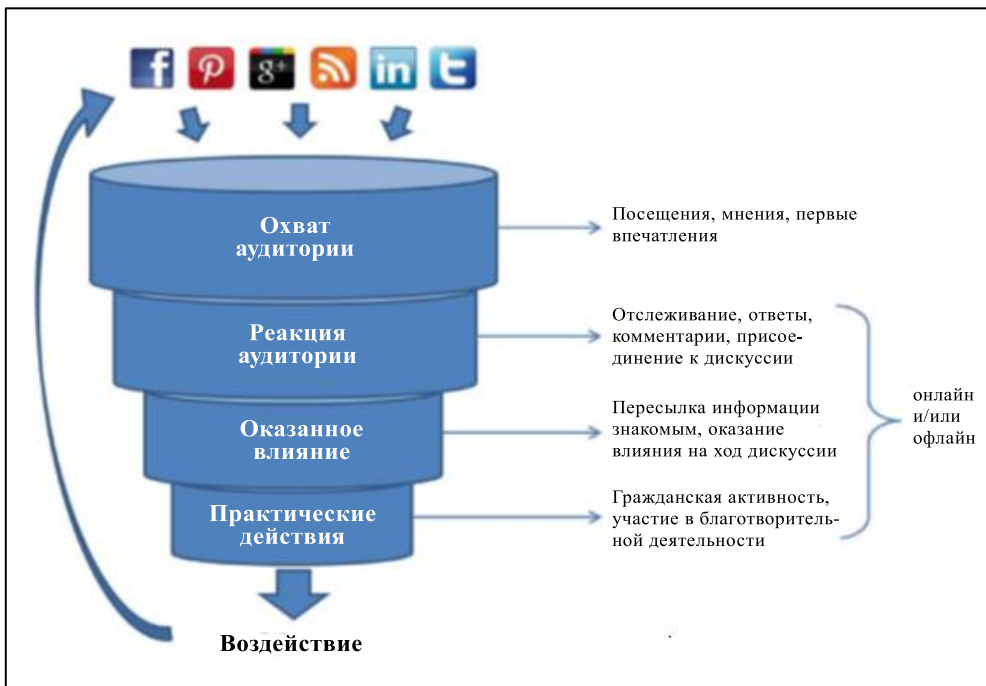 f
P
g+
in
t
Охват
аудитории
Посещения, мнения, первые
впечатления
Реакция
аудитории
Отслеживание, ответы,
комментарии, присое-
динение к дискуссии
Оказанное
влияние
Пересылка информации
знакомым, оказание
влияния на ход дискуссии
Практические
действия
Гражданская активность,
участие в благотворитель-
ной деятельности
онлайн
и/или
офлайн
Воздействие